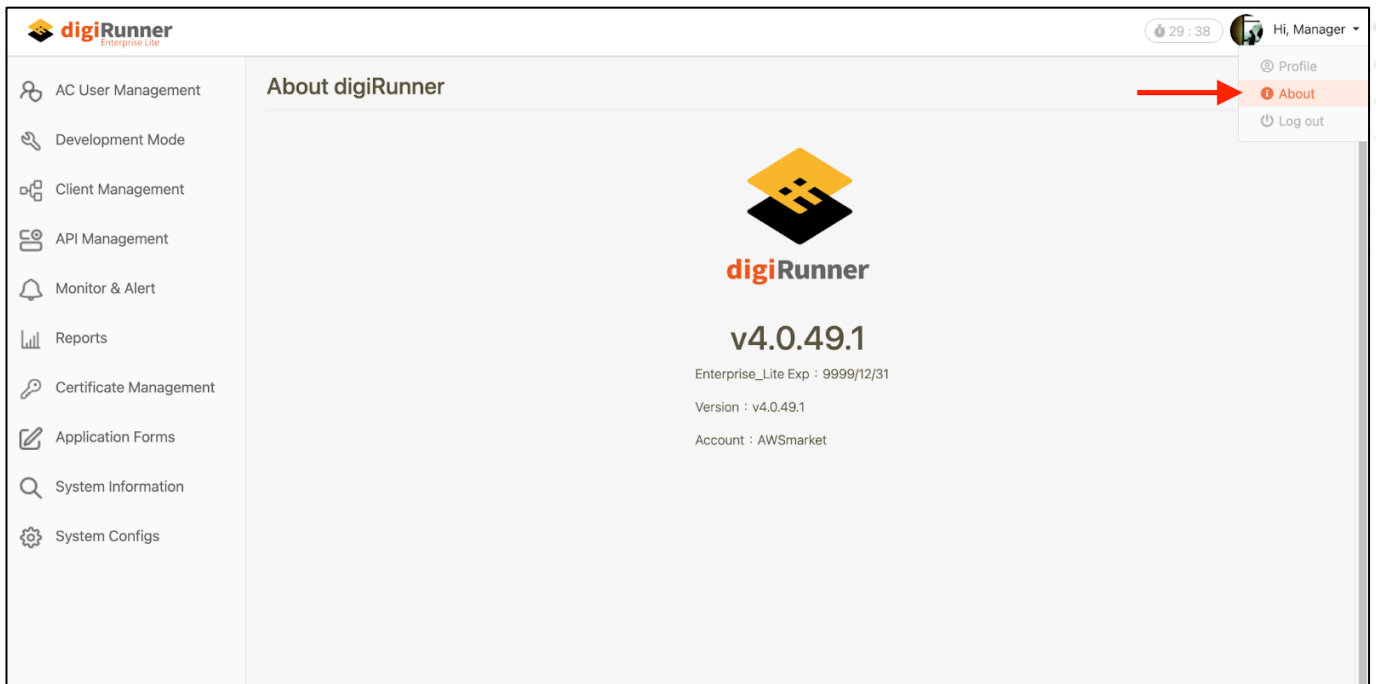 digiRunner
Enterprise Lite
29 : 38
Hi, Manager
Profile
About
Log out
AC User Management
Development Mode
Client Management
API Management
Monitor & Alert
Reports
Certificate Management
Application Forms
System Information
System Configs
About digiRunner
digiRunner
v4.0.49.1
Enterprise_Lite Exp：9999/12/31
Version：v4.0.49.1
Account：AWSmarket